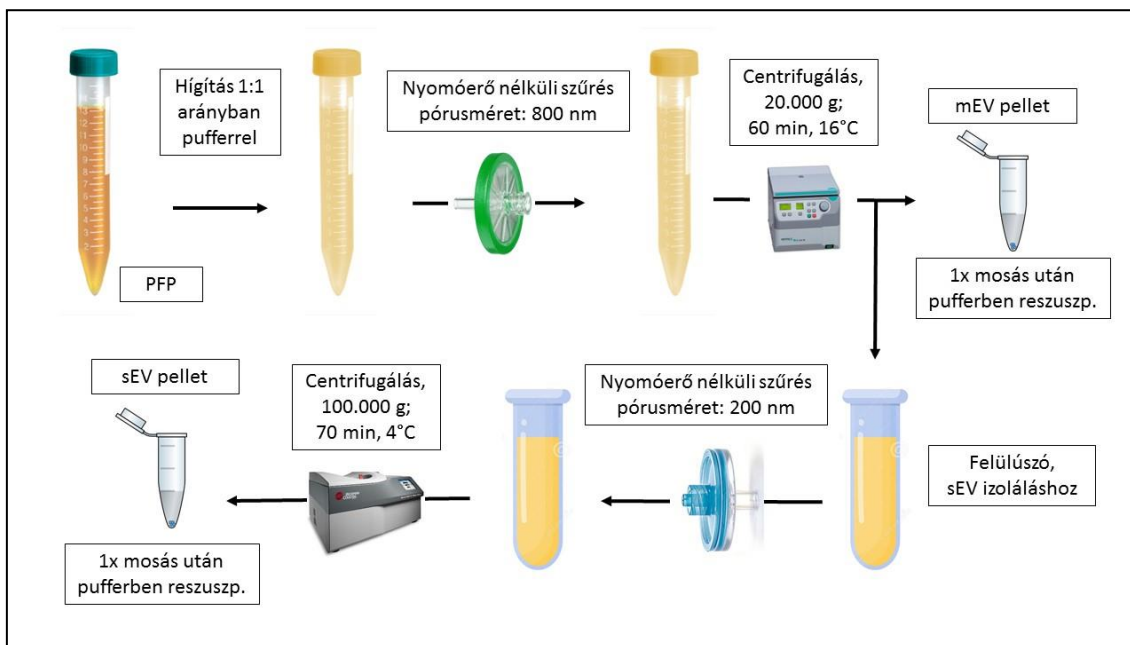 Hígítás 1:1
arányban
pufferrel
PFP
Nyomóerő nélküli szűrés
pórusméret: 800 nm
Centrifugálás,
20.000 g;
60 min, 16°C
mEV pellet
1x mosás után
pufferben reszuszp.
Felülúszó,
sEV izoláláshoz
Nyomóerő nélküli szűrés
pórusméret: 200 nm
Centrifugálás,
100.000 g;
70 min, 4°C
sEV pellet
1x mosás után
pufferben reszuszp.